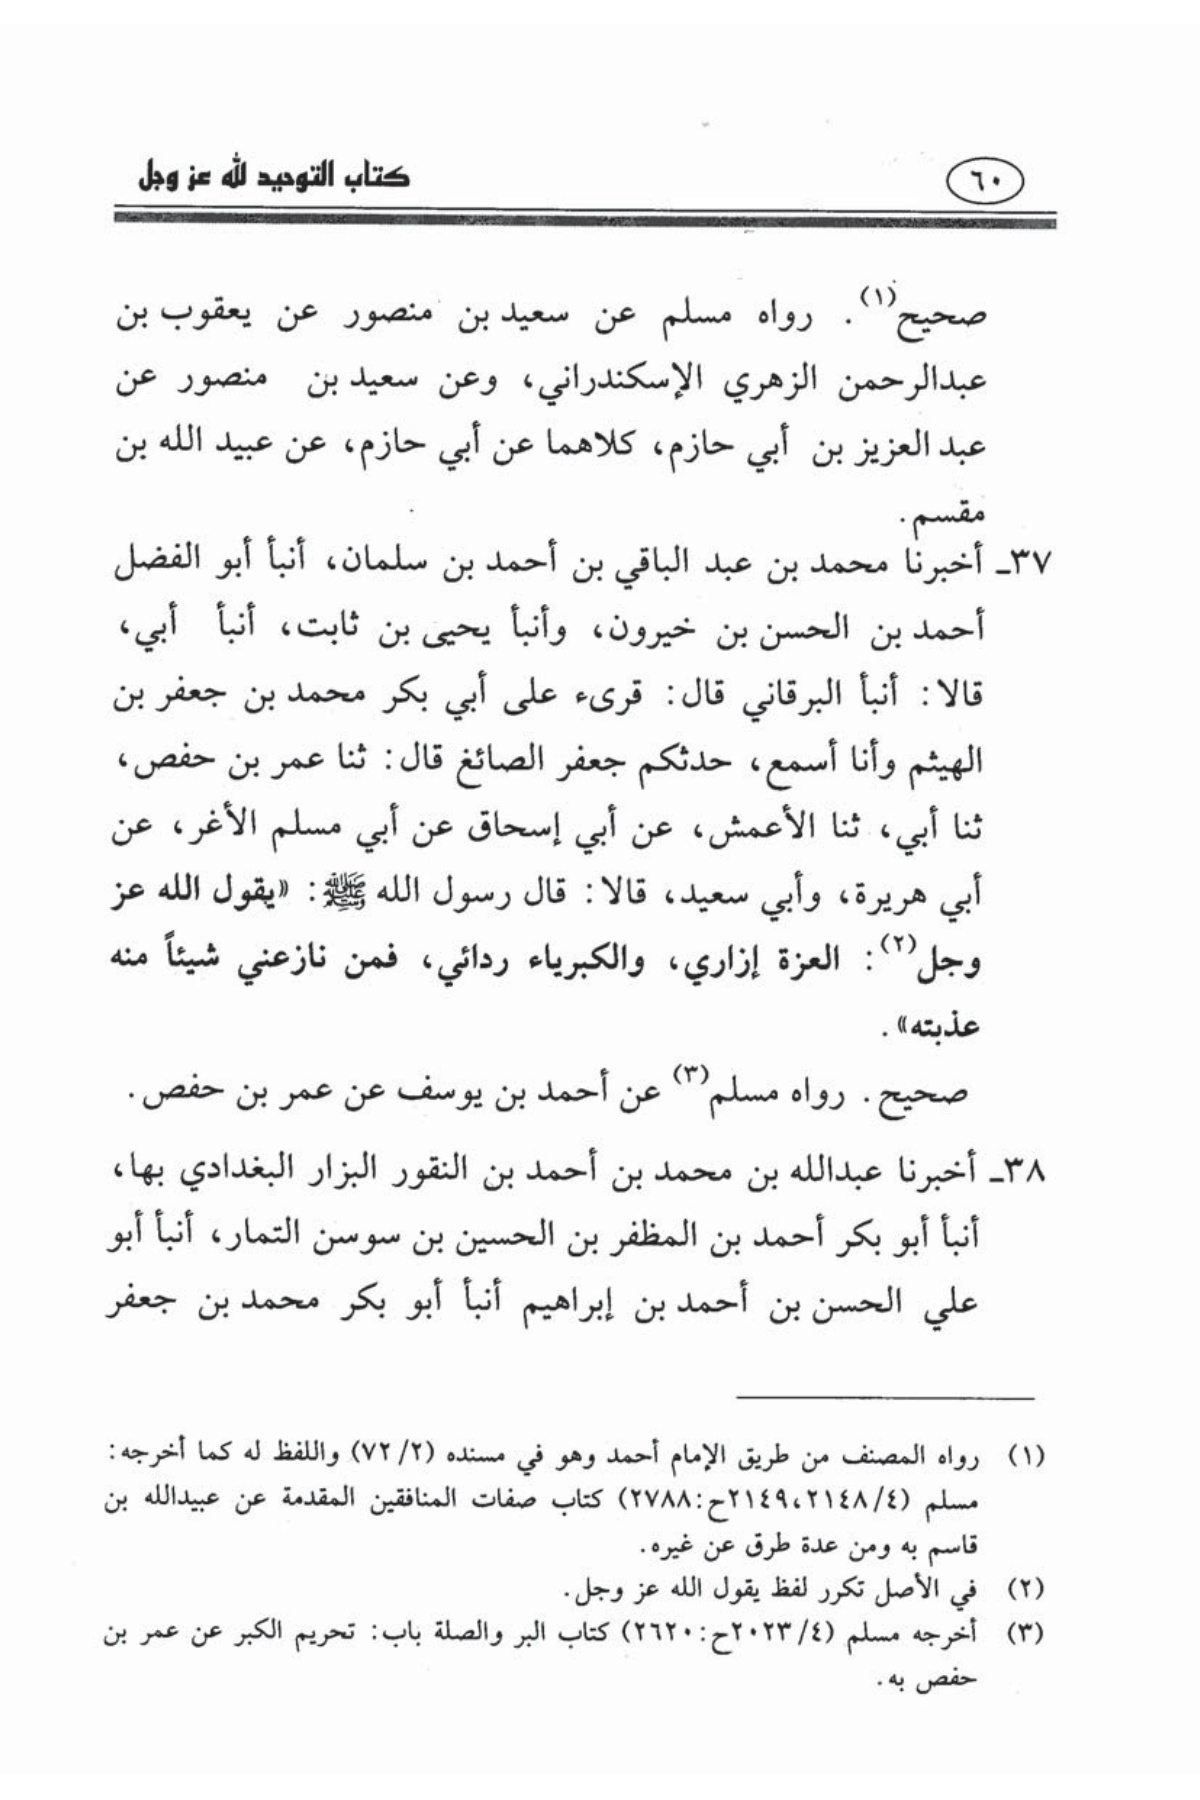 ٦٠
كتاب التوحيد لله عز وجل
صحيح(١). رواه مسلم عن سعيد بن منصور عن يعقوب بن
عبدالرحمن الزهري الإسكندراني، وعن سعيد بن منصور عن
عبد العزيز بن أبي حازم، كلاهما عن أبي حازم، عن عبيد الله بن
مقسم.
٣٧ـ أخبرنا محمد بن عبد الباقي بن أحمد بن سلمان، أنبأ أبو الفضل
أحمد بن الحسن بن خيرون، وأنبأ يحيى بن ثابت، أنبأ أبي،
قالا: أنبأ البرقاني قال: قرىء على أبي بكر محمد بن جعفر بن
الهيثم وأنا أسمع، حدثكم جعفر الصائغ قال: ثنا عمر بن حفص،
ثنا أبي، ثنا الأعمش، عن أبي إسحاق عن أبي مسلم الأغر، عن
أبي هريرة، وأبي سعيد، قالا: قال رسول الله ﷺ: «يقول الله عز
وجل(٢): العزة إزاري، والكبرياء ردائي، فمن نازعني شيئاً منه
عذبته».
صحيح. رواه مسلم(٣) عن أحمد بن يوسف عن عمر بن حفص.
٣٨ـ أخبرنا عبدالله بن محمد بن أحمد بن النقور البزار البغدادي بها،
أنبأ أبو بكر أحمد بن المظفر بن الحسين بن سوسن التمار، أنبأ أبو
علي الحسن بن أحمد بن إبراهيم أنبأ أبو بكر محمد بن جعفر
(١) رواه المصنف من طريق الإمام أحمد وهو في مسنده (٧٢/٢) واللفظ له كما أخرجه:
مسلم (٢١٤٩،٢١٤٨/٤ح:٢٧٨٨) كتاب صفات المنافقين المقدمة عن عبيدالله بن
قاسم به ومن عدة طرق عن غيره.
(٢) في الأصل تكرر لفظ يقول الله عز وجل.
(٣) أخرجه مسلم (٢٠٢٣/٤ح:٢٦٢٠) كتاب البر والصلة باب: تحريم الكبر عن عمر بن
حفص به.